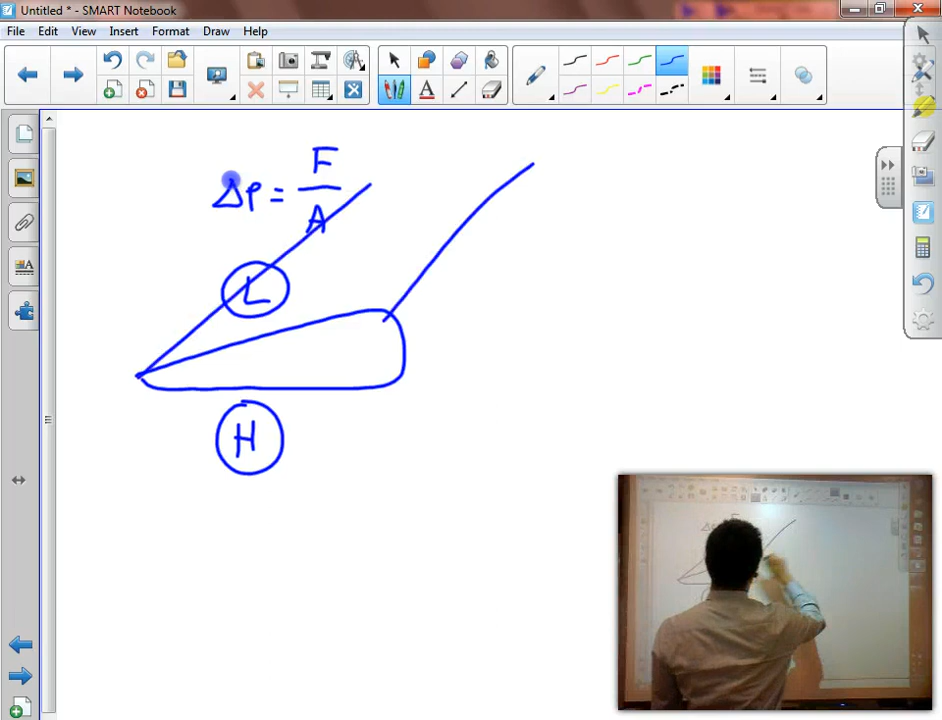 Untitled * - SMART Notebook
File Edit View Insert Format Draw Help
A
A
ΔP = F
A
L
H